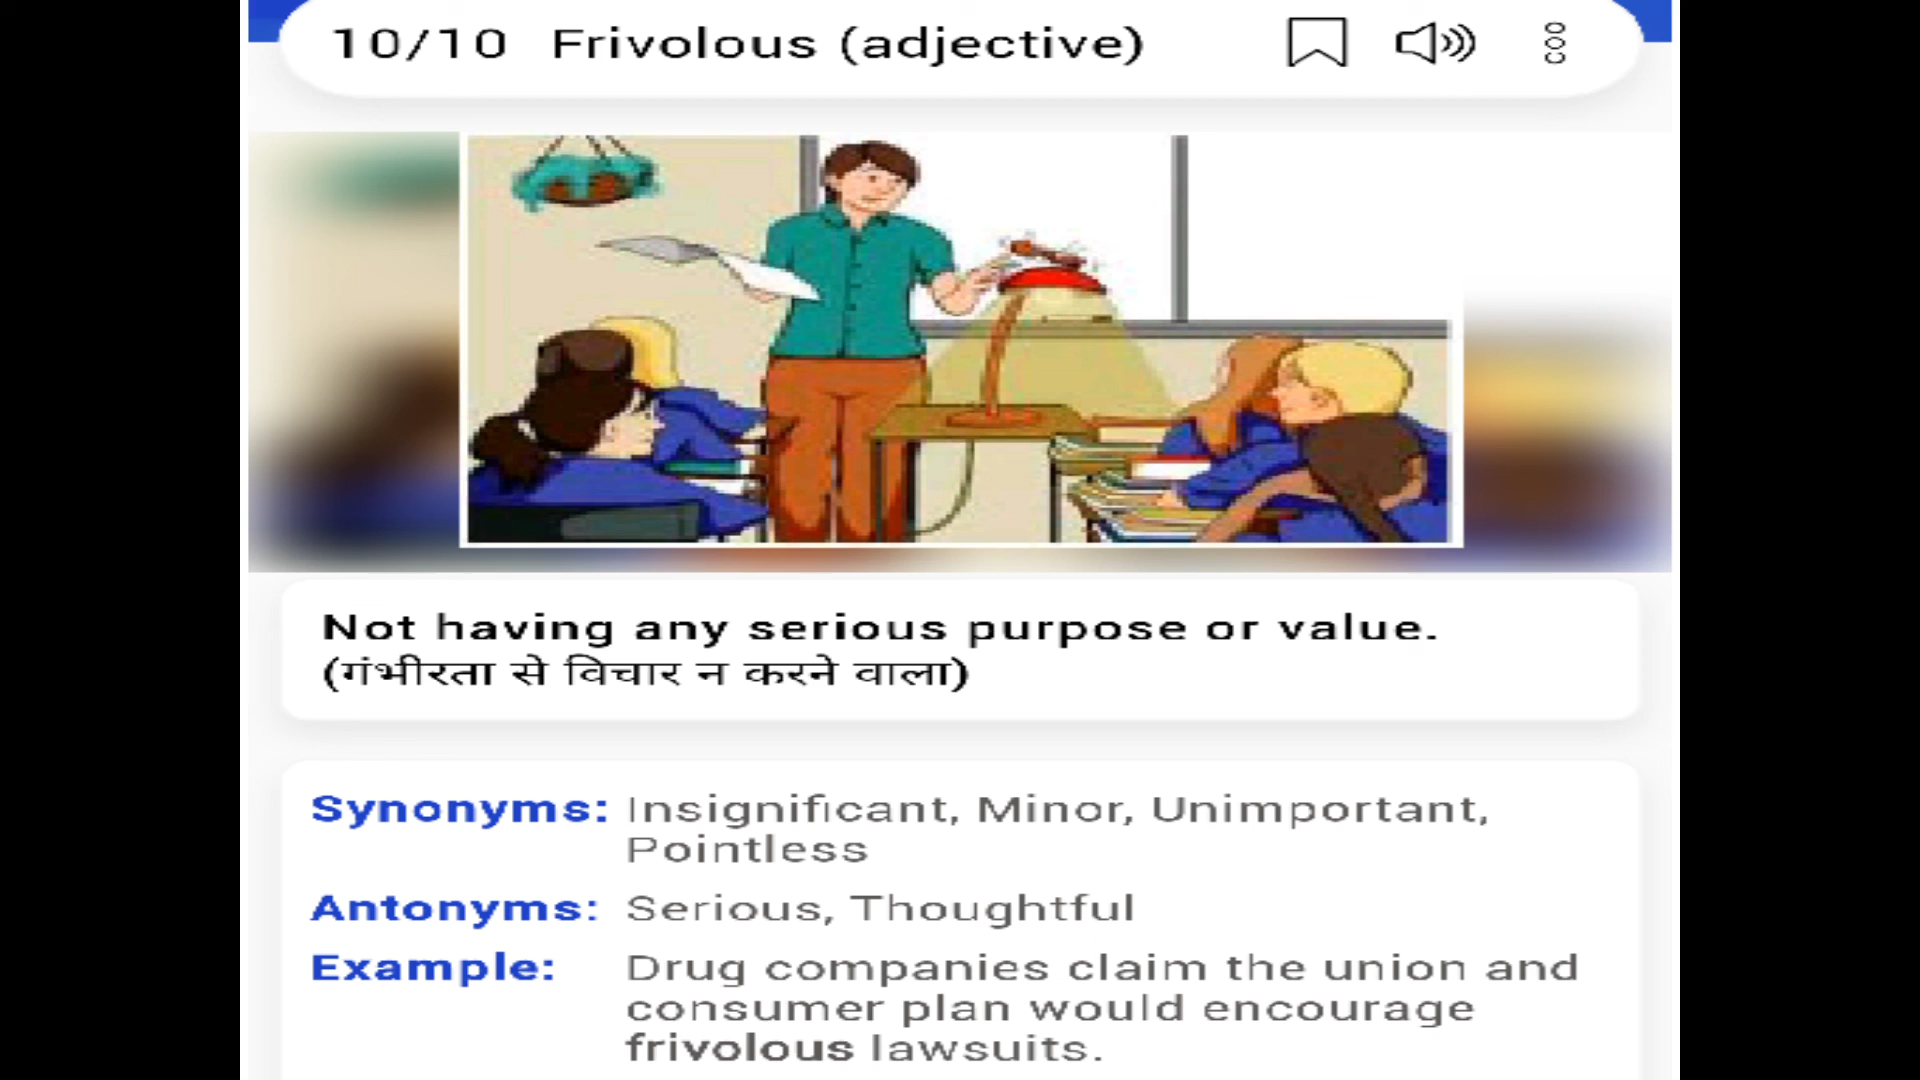 10/10 Frivolous (adjective)
Not having any serious purpose or value.
(गंभीरता से विचार न करने वाला)
Synonyms: Insignificant, Minor, Unimportant,
Pointless
Antonyms: Serious, Thoughtful
Example: Drug companies claim the union and
consumer plan would encourage
frivolous lawsuits.